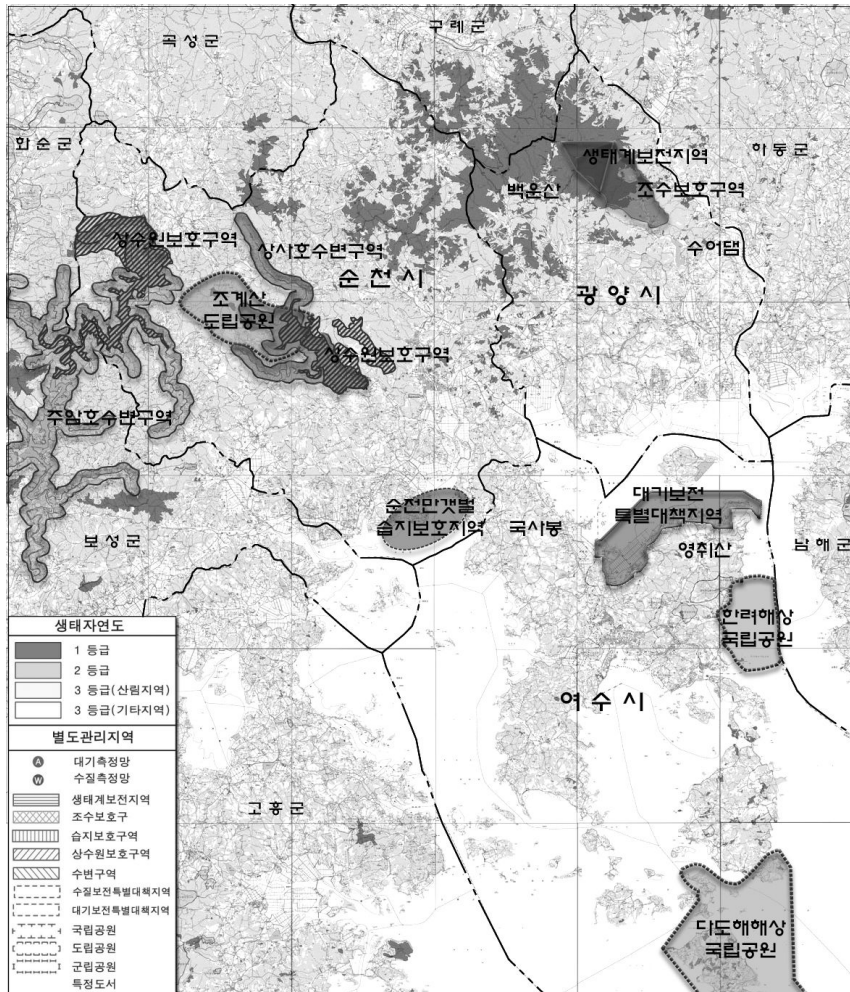 구례군
곡성군
화순군
하동군
생태계보전지역
백운산
조수보호구역
상수원보호구역
상사호수변구역
수어댐
순천시
광양시
조계산
도립공원
상수원보호구역
주암호수변구역
순천만갯벌
습지보호지역
국사봉
대기보전
특별대책지역
보성군
영취산
남해군
한려해상
국립공원
여수시
고흥군
다도해해상
국립공원
생태자연도
1 등급
2 등급
3 등급(산림지역)
3 등급(기타지역)
별도관리지역
A 대기측정망
W 수질측정망
생태계보전지역
조수보호구
습지보호구역
상수원보호구역
수변구역
수질보전특별대책지역
대기보전특별대책지역
국립공원
도립공원
군립공원
특정도서